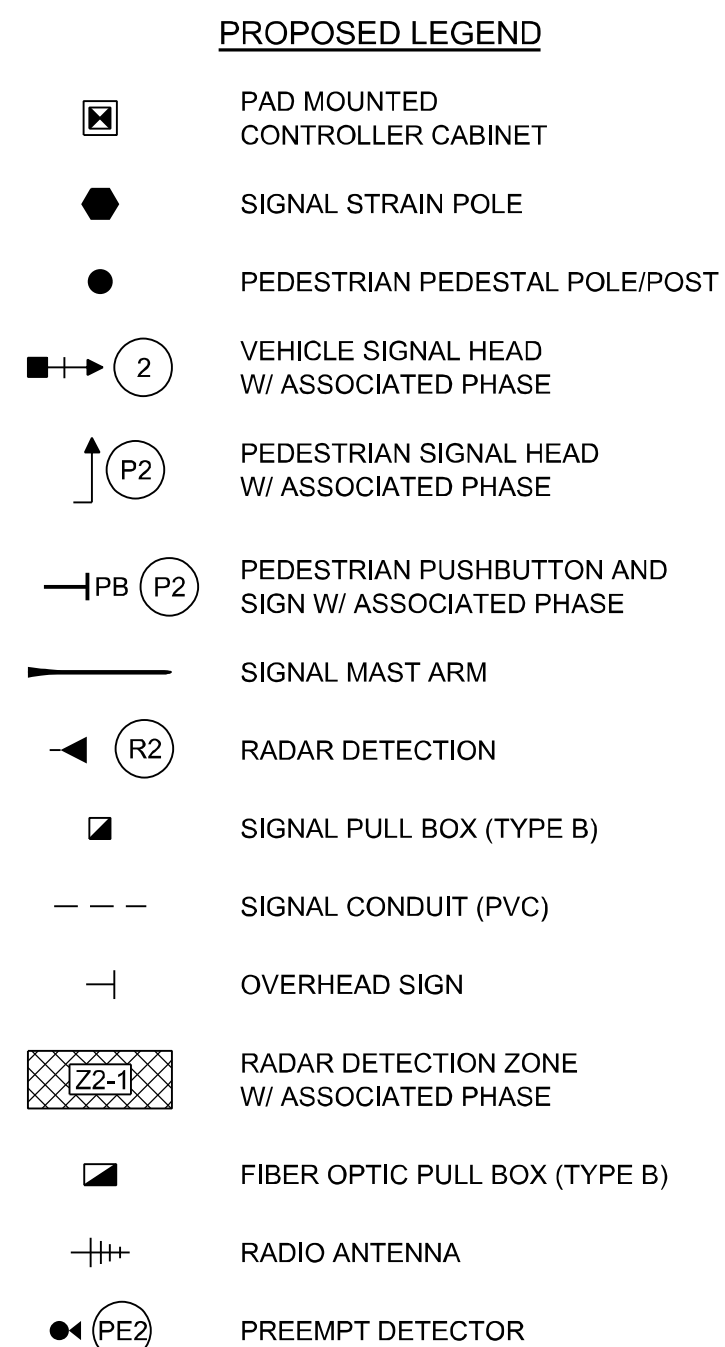 PROPOSED LEGEND
PAD MOUNTED
CONTROLLER CABINET
SIGNAL STRAIN POLE
PEDESTRIAN PEDESTAL POLE/POST
2 VEHICLE SIGNAL HEAD
W/ ASSOCIATED PHASE
P2 PEDESTRIAN SIGNAL HEAD
W/ ASSOCIATED PHASE
PB P2 PEDESTRIAN PUSHBUTTON AND
SIGN W/ ASSOCIATED PHASE
SIGNAL MAST ARM
R2 RADAR DETECTION
SIGNAL PULL BOX (TYPE B)
SIGNAL CONDUIT (PVC)
OVERHEAD SIGN
Z2-1 RADAR DETECTION ZONE
W/ ASSOCIATED PHASE
FIBER OPTIC PULL BOX (TYPE B)
RADIO ANTENNA
PE2 PREEMPT DETECTOR